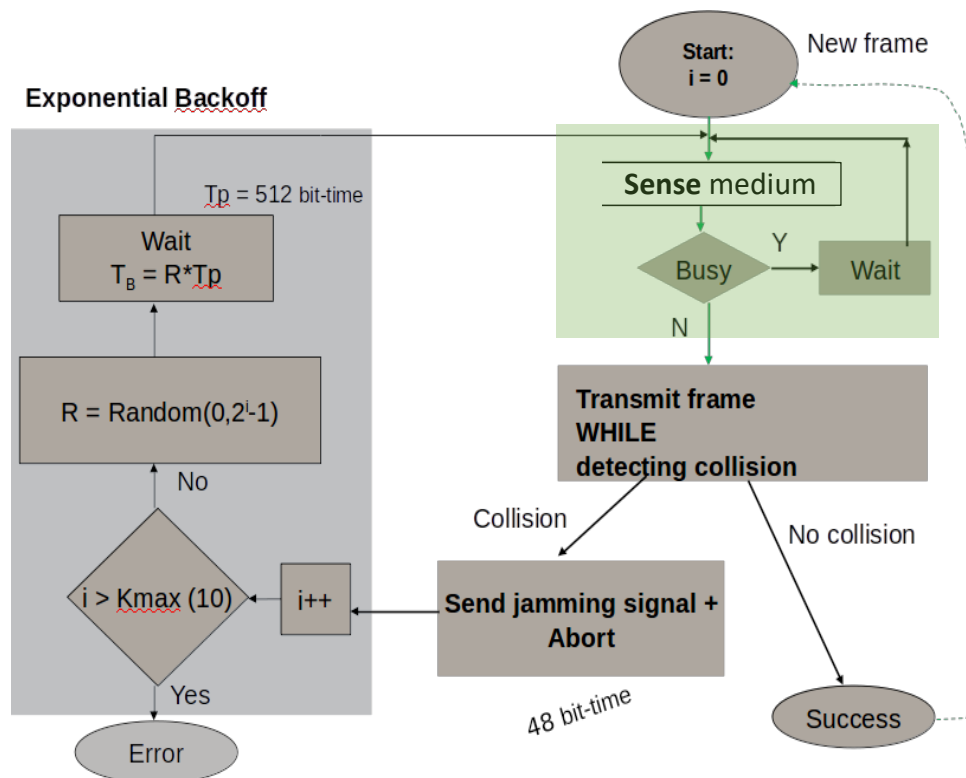 Start:
i = 0
New frame
Exponential Backoff
Sense medium
Busy
Y
Wait
N
Transmit frame
WHILE
detecting collision
Collision
No collision
Send jamming signal +
Abort
48 bit-time
Success
i++
i > Kmax (10)
No
Yes
Error
R = Random(0,2ⁱ-1)
Wait
T_B = R*Tp
Tp = 512 bit-time